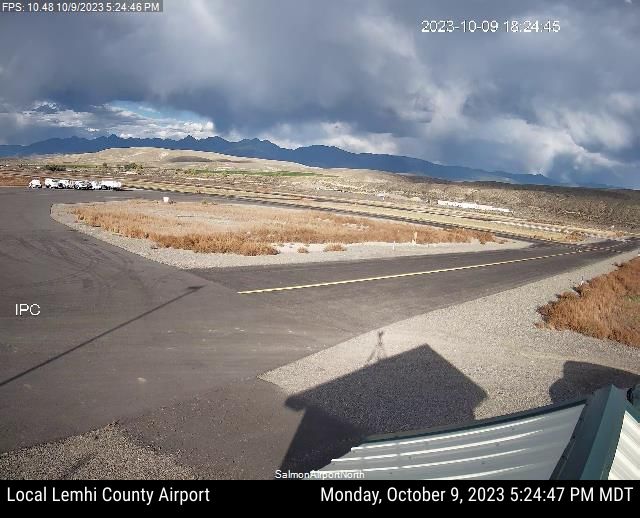 FPS: 10.48 10/9/2023 5:24:46 PM
2023-10-09 18:24:45
IPC
SalmonAirportNorth
Local Lemhi County Airport
Monday, October 9, 2023 5:24:47 PM MDT